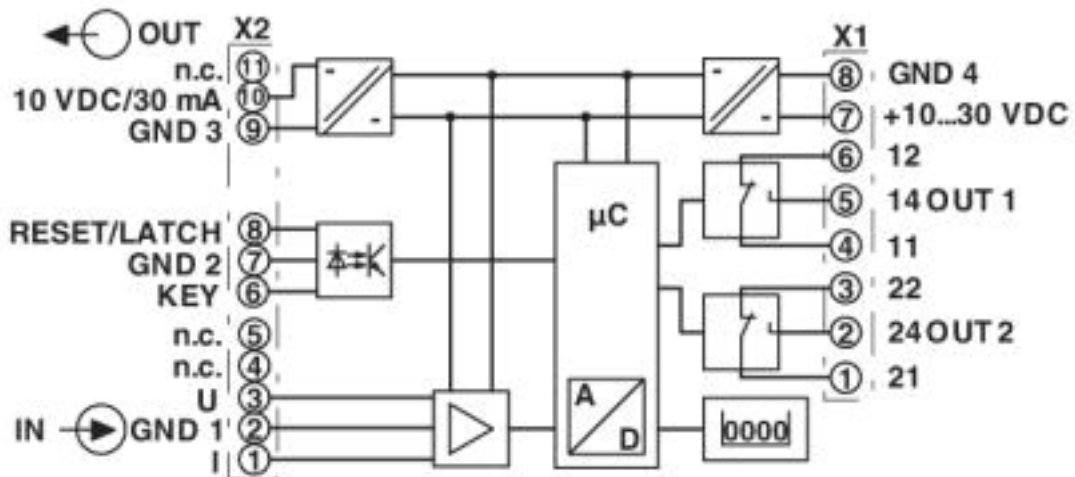 OUT X2 X1
n.c. 11 8 GND 4
10 VDC/30 mA 10 7 +10...30 VDC
GND 3 9 6 12
5 14 OUT 1
RESET/LATCH 8 µC 4 11
GND 2 7
KEY 6 3 22
n.c. 5 2 24 OUT 2
n.c. 4 1 21
U 3 A
IN GND 1 2 D 0000
I 1